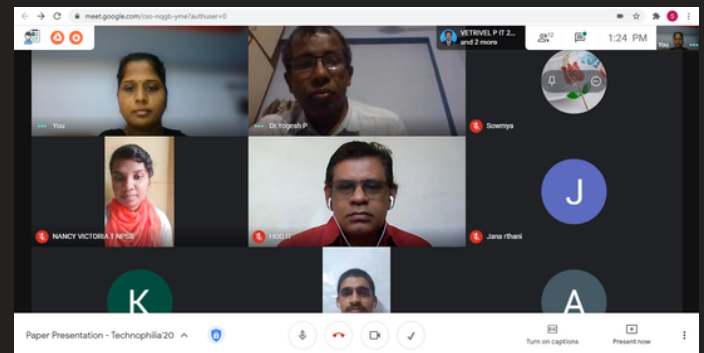 meet.google.com/cso-nqgb-yme?authuser=0
S
VETRIVEL P IT 2...
and 2 more
12
1:24 PM
You
You
Dr.Yogesh P
Sowmya
NANCY VICTORIA
HOD IT
J
Jana rthani
K
A
Paper Presentation - Technophilia'20
Turn on captions
Present now